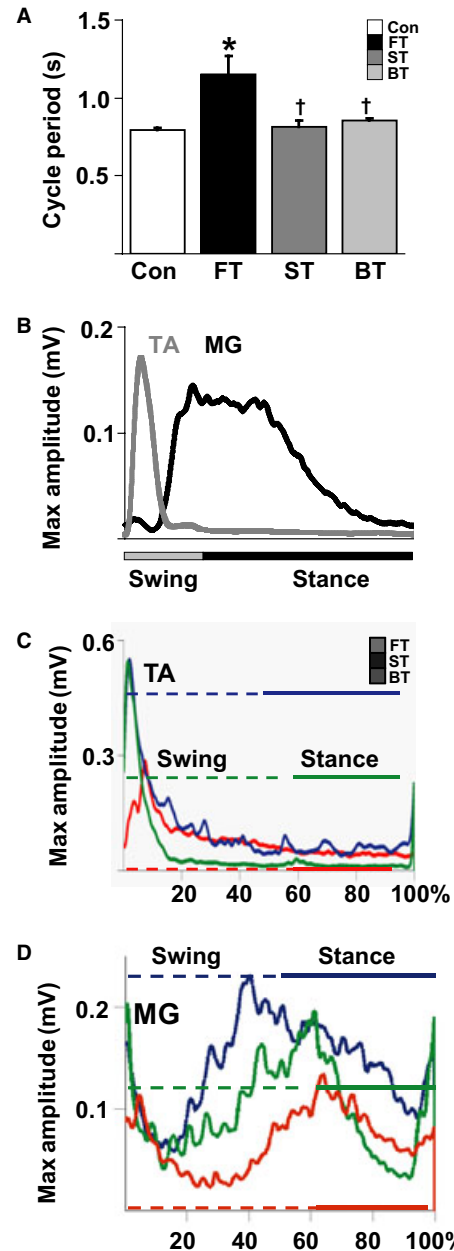 A
Cycle period (s)
1.5
1.0
0.5
*
†
†
Con
FT
ST
BT
Con FT ST BT
B
Max amplitude (mV)
0.2
0.1
TA MG
Swing Stance
C
Max amplitude (mV)
0.6
0.3
TA
FT
ST
BT
Swing Stance
20 40 60 80 100%
D
Max amplitude (mV)
0.2
0.1
Swing Stance
MG
20 40 60 80 100%